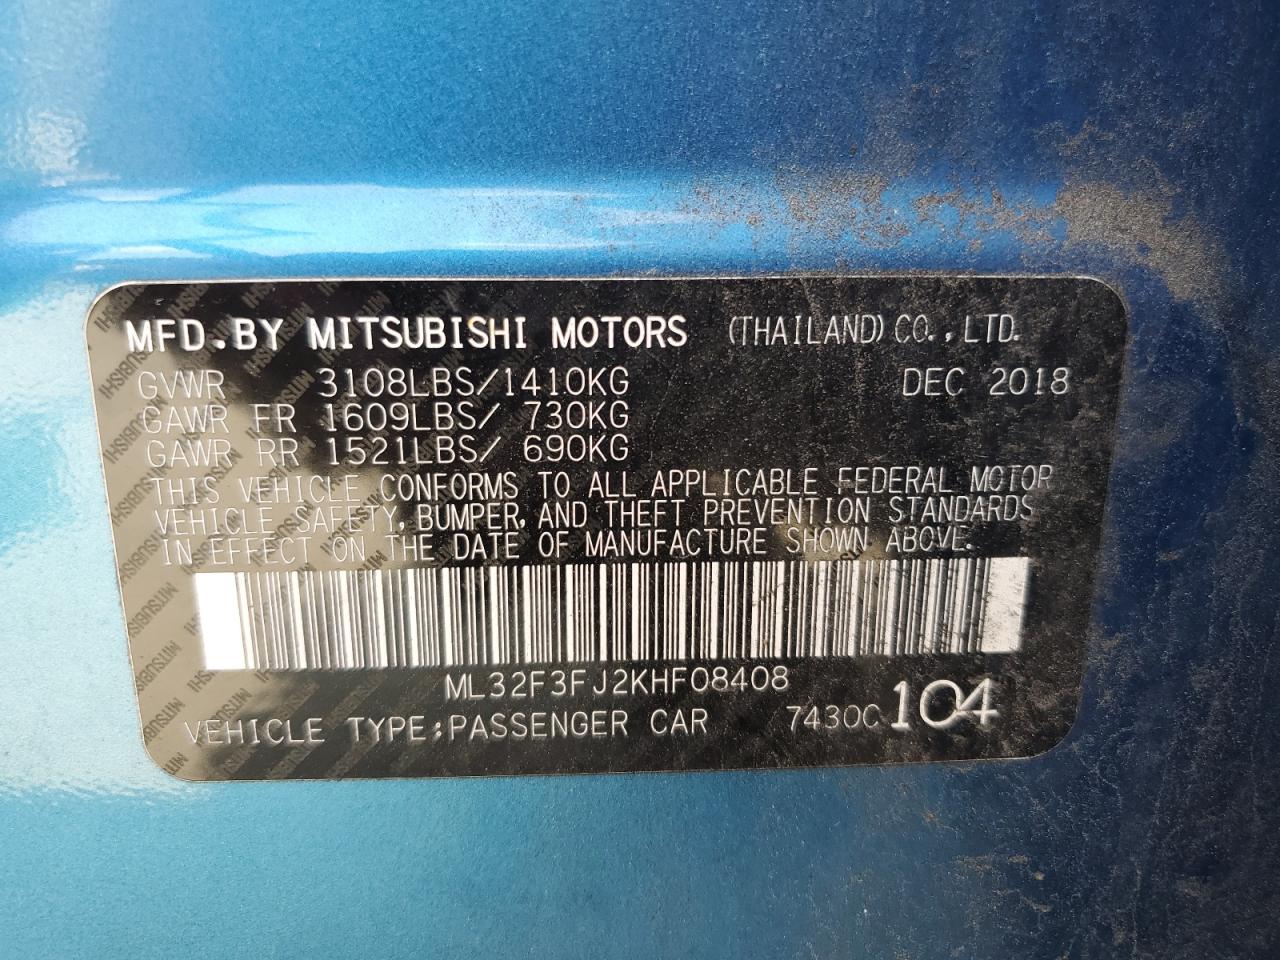 MFD.BY MITSUBISHI MOTORS (THAILAND) CO.,LTD.
GVWR 3108LBS/1410KG DEC 2018
GAWR FR 1609LBS/ 730KG
GAWR RR 1521LBS/ 690KG
THIS VEHICLE CONFORMS TO ALL APPLICABLE FEDERAL MOTOR
VEHICLE SAFETY, BUMPER, AND THEFT PREVENTION STANDARDS
IN EFFECT ON THE DATE OF MANUFACTURE SHOWN ABOVE.
ML32F3FJ2KHF08408
VEHICLE TYPE:PASSENGER CAR 7430C 104